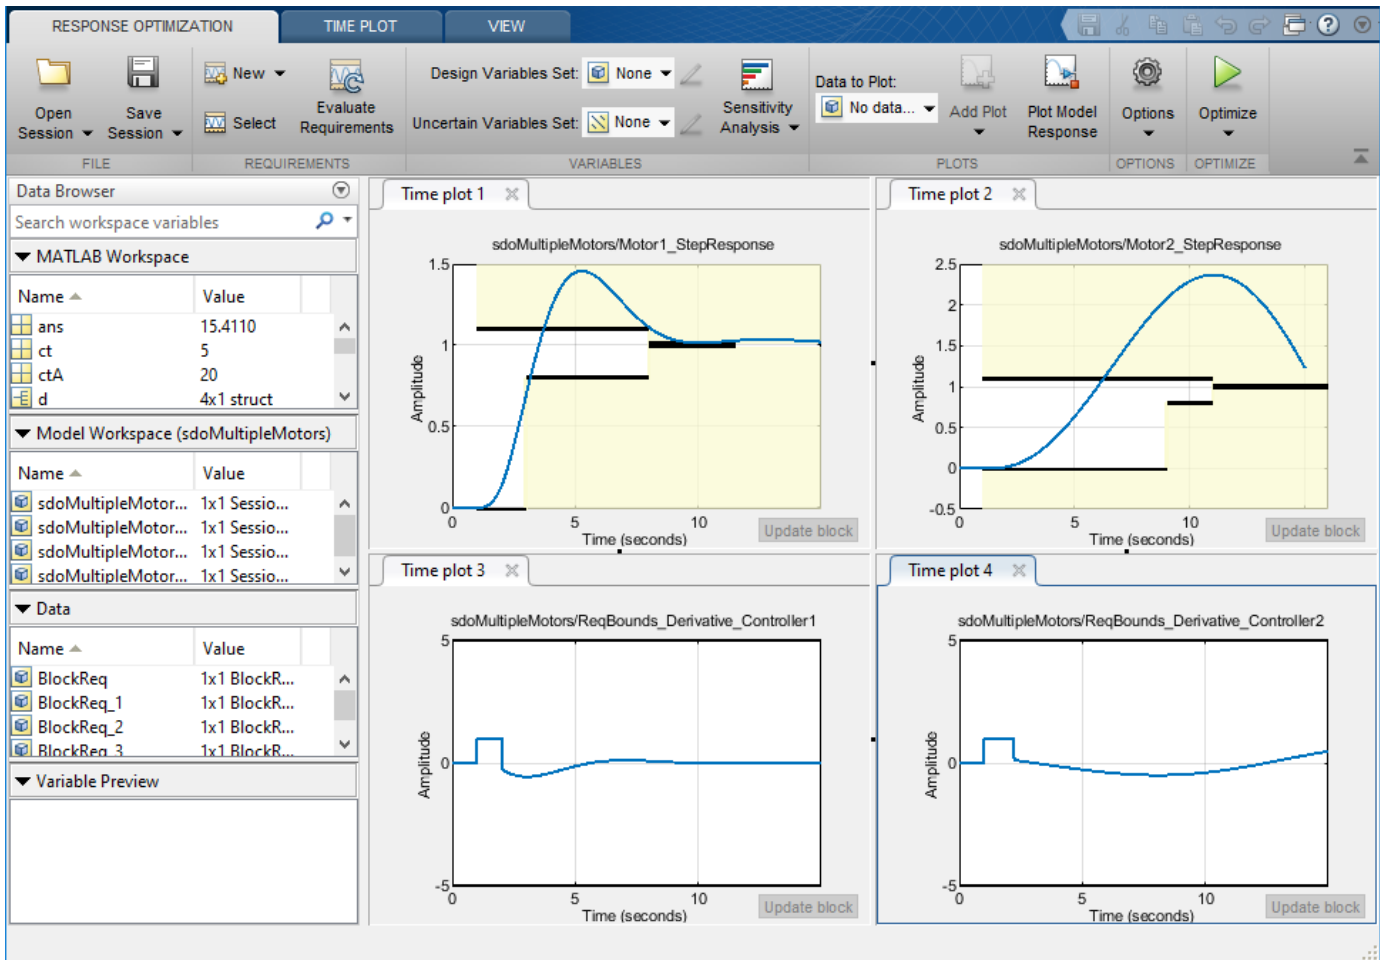 RESPONSE OPTIMIZATION TIME PLOT VIEW
New Design Variables Set: None Data to Plot:
No data...
Open Session Save Session Select Evaluate Requirements Uncertain Variables Set: None Sensitivity Analysis Add Plot Plot Model Response Options Optimize
FILE REQUIREMENTS VARIABLES PLOTS OPTIONS OPTIMIZE
Data Browser
Search workspace variables
MATLAB Workspace
Name Value
ans 15.4110
ct 5
ctA 20
d 4x1 struct
Model Workspace (sdoMultipleMotors)
Name Value
sdoMultipleMotor... 1x1 Sessio...
sdoMultipleMotor... 1x1 Sessio...
sdoMultipleMotor... 1x1 Sessio...
sdoMultipleMotor... 1x1 Sessio...
Data
Name Value
BlockReq 1x1 BlockR...
BlockReq_1 1x1 BlockR...
BlockReq_2 1x1 BlockR...
BlockReq_3 1x1 BlockR...
Variable Preview
Time plot 1
sdoMultipleMotors/Motor1_StepResponse
1.5
1
0.5
0
Amplitude
0 5 10
Time (seconds)
Update block
Time plot 2
sdoMultipleMotors/Motor2_StepResponse
2.5
2
1.5
1
0.5
0
-0.5
Amplitude
0 5 10
Time (seconds)
Update block
Time plot 3
sdoMultipleMotors/ReqBounds_Derivative_Controller1
5
0
-5
Amplitude
0 5 10
Time (seconds)
Update block
Time plot 4
sdoMultipleMotors/ReqBounds_Derivative_Controller2
5
0
-5
Amplitude
0 5 10
Time (seconds)
Update block